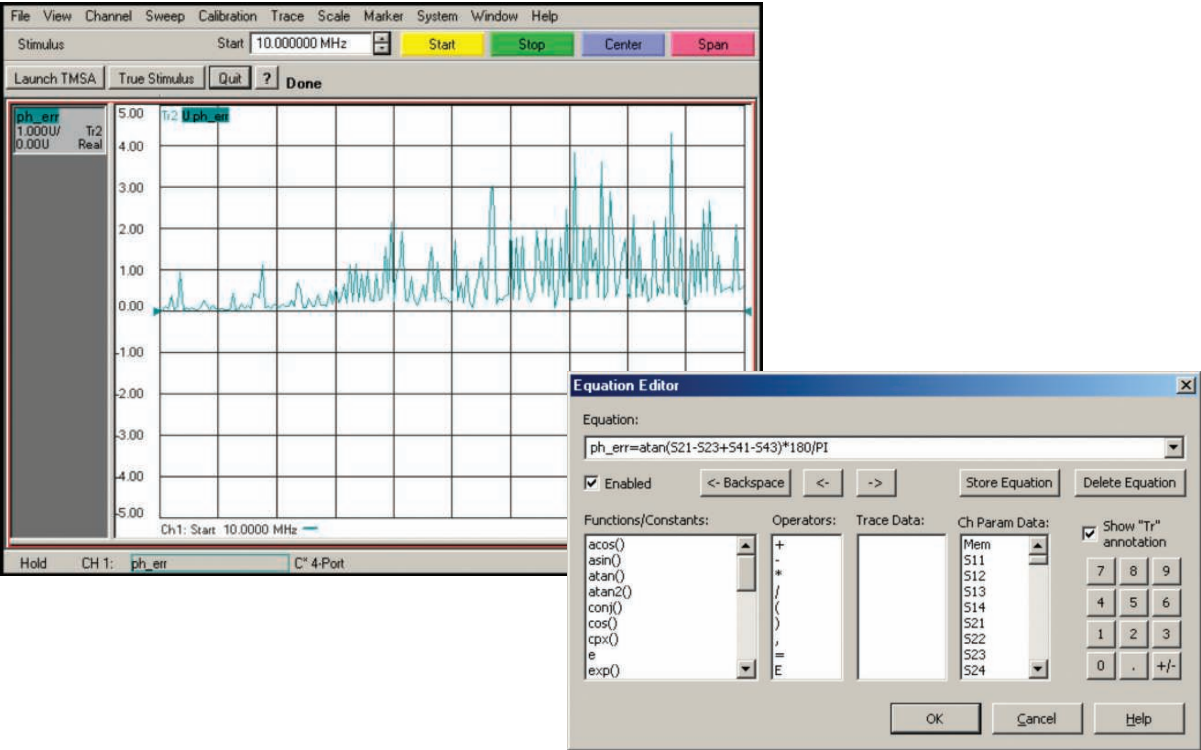 File View Channel Sweep Calibration Trace Scale Marker System Window Help
Stimulus Start 10.000000 MHz Start Stop Center Span
Launch TMSA True Stimulus Quit ? Done
ph_err
1.000U/ Tr2
0.00U Real
Tr2 U:ph_err
5.00
4.00
3.00
2.00
1.00
0.00
-1.00
-2.00
-3.00
-4.00
-5.00
Ch1: Start 10.0000 MHz
Hold CH 1: ph_err C* 4-Port
Equation Editor
Equation:
ph_err=atan(S21-S23+S41-S43)*180/PI
Enabled <- Backspace <- -> Store Equation Delete Equation
Functions/Constants: Operators: Trace Data: Ch Param Data: Show "Tr" annotation
acos() + Mem
asin() - S11
atan() * S12
atan2() / S13
conj() ( S14
cos() ) S21
cpx() , S22
e = S23
exp() E S24
7 8 9
4 5 6
1 2 3
0 . +/-
OK Cancel Help